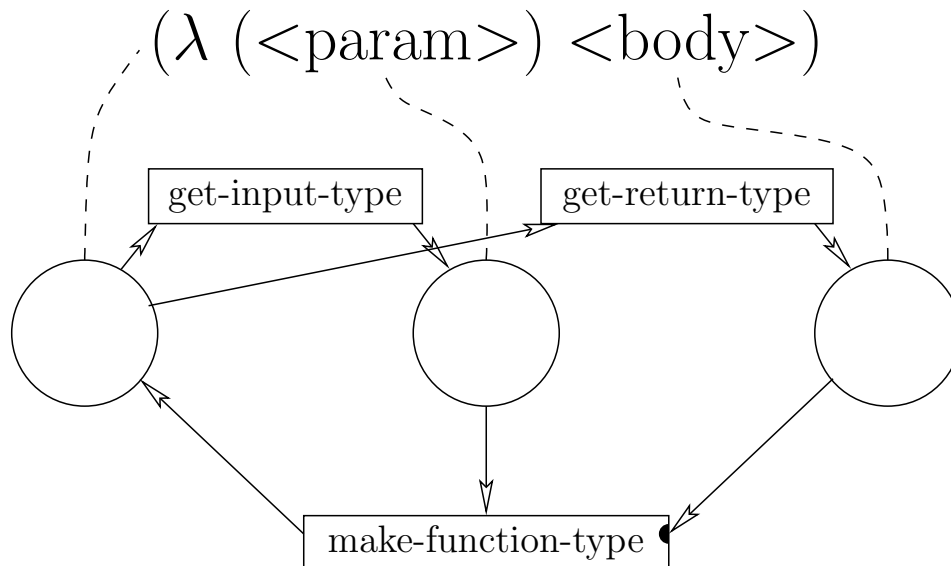 (λ (<param>) <body>)
get-input-type
get-return-type
make-function-type